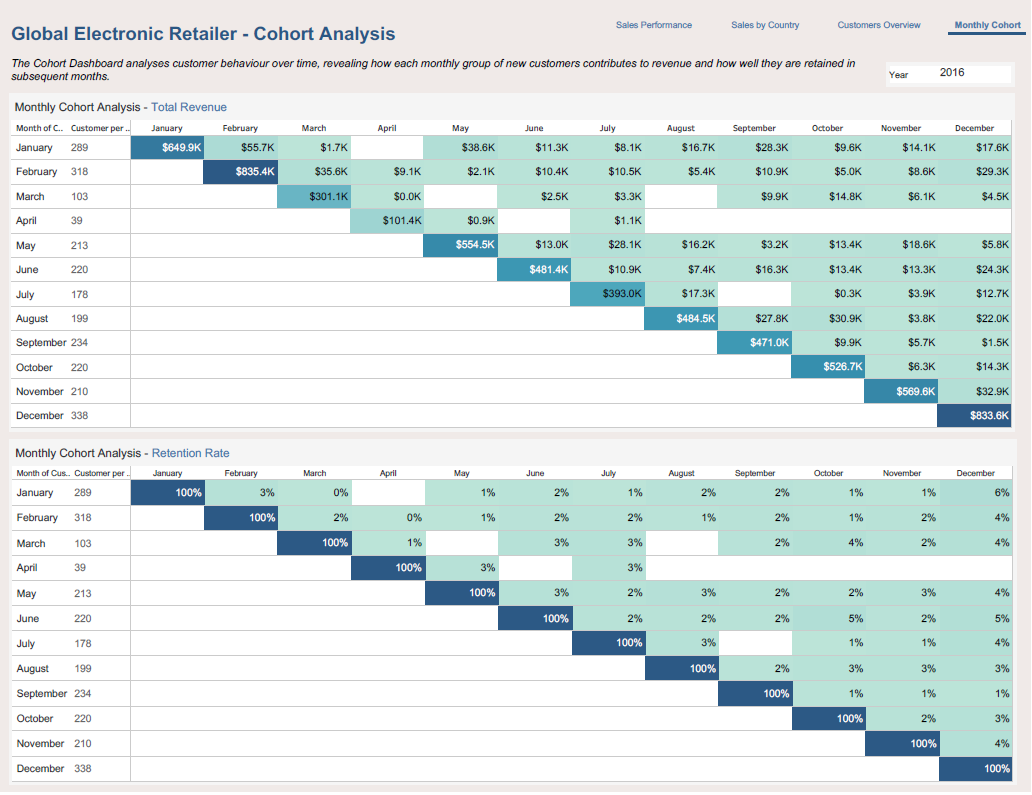 Sales Performance Sales by Country Customers Overview Monthly Cohort
Global Electronic Retailer - Cohort Analysis
The Cohort Dashboard analyses customer behaviour over time, revealing how each monthly group of new customers contributes to revenue and how well they are retained in
subsequent months.
Year 2016
Monthly Cohort Analysis - Total Revenue
Month of C.. Customer per .. January February March April May June July August September October November December
January 289 $649.9K $55.7K $1.7K $38.6K $11.3K $8.1K $16.7K $28.3K $9.6K $14.1K $17.6K
February 318 $835.4K $35.6K $9.1K $2.1K $10.4K $10.5K $5.4K $10.9K $5.0K $8.6K $29.3K
March 103 $301.1K $0.0K $2.5K $3.3K $9.9K $14.8K $6.1K $4.5K
April 39 $101.4K $0.9K $1.1K
May 213 $554.5K $13.0K $28.1K $16.2K $3.2K $13.4K $18.6K $5.8K
June 220 $481.4K $10.9K $7.4K $16.3K $13.4K $13.3K $24.3K
July 178 $393.0K $17.3K $0.3K $3.9K $12.7K
August 199 $484.5K $27.8K $30.9K $3.8K $22.0K
September 234 $471.0K $9.9K $5.7K $1.5K
October 220 $526.7K $6.3K $14.3K
November 210 $569.6K $32.9K
December 338 $833.6K
Monthly Cohort Analysis - Retention Rate
Month of Cus.. Customer per .. January February March April May June July August September October November December
January 289 100% 3% 0% 1% 2% 1% 2% 2% 1% 1% 6%
February 318 100% 2% 0% 1% 2% 2% 1% 2% 1% 2% 4%
March 103 100% 1% 3% 3% 2% 4% 2% 4%
April 39 100% 3% 3%
May 213 100% 3% 2% 3% 2% 2% 3% 4%
June 220 100% 2% 2% 2% 5% 2% 5%
July 178 100% 3% 1% 1% 4%
August 199 100% 2% 3% 3% 3%
September 234 100% 1% 1% 1%
October 220 100% 2% 3%
November 210 100% 4%
December 338 100%